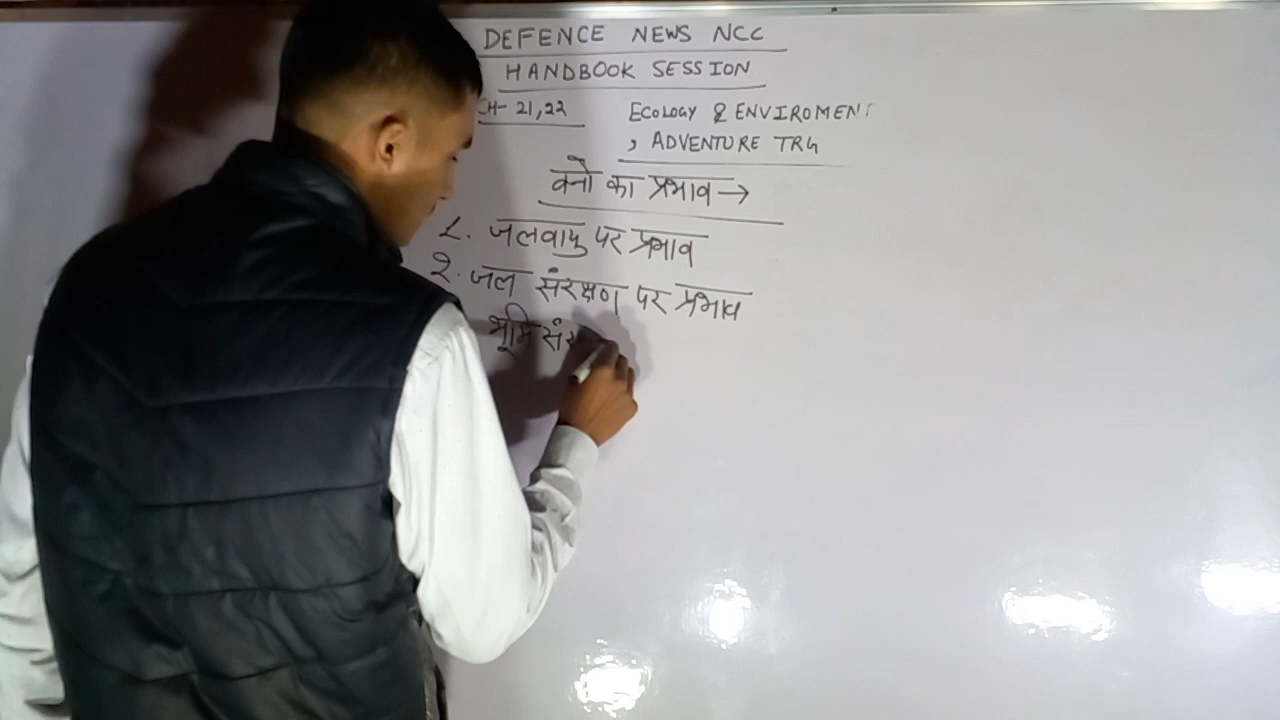 DEFENCE NEWS NCC
HANDBOOK SESSION
CH- 21,22
ECOLOGY & ENVIROMENT
, ADVENTURE TRG
वनो का प्रभाव →
१. जलवायु पर प्रभाव
२. जल संरक्षण पर प्रभाव
भूमि संर